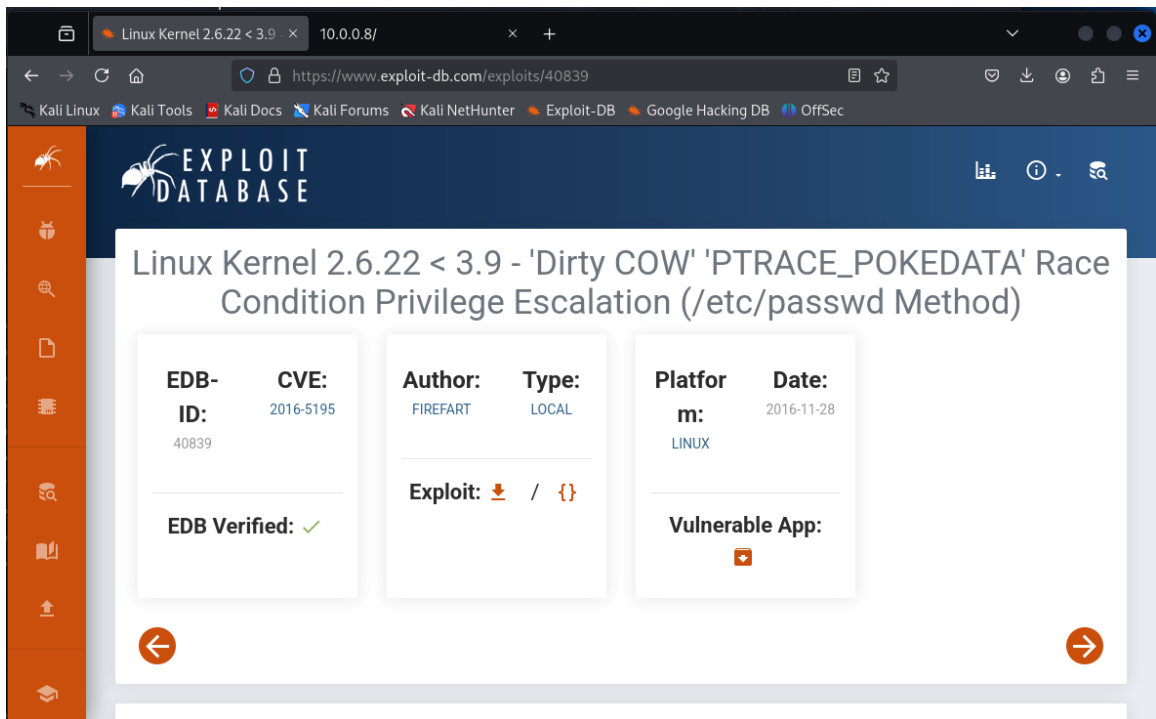 Linux Kernel 2.6.22 < 3.9 - 
10.0.0.8/
https://www.exploit-db.com/exploits/40839
Kali Linux Kali Tools Kali Docs Kali Forums Kali NetHunter Exploit-DB Google Hacking DB OffSec
EXPLOIT
DATABASE
Linux Kernel 2.6.22 < 3.9 - 'Dirty COW' 'PTRACE_POKEDATA' Race
Condition Privilege Escalation (/etc/passwd Method)
EDB-
ID:
40839
CVE:
2016-5195
EDB Verified:
Author:
FIREFART
Type:
LOCAL
Exploit: / {}
Platfor
m:
LINUX
Date:
2016-11-28
Vulnerable App: